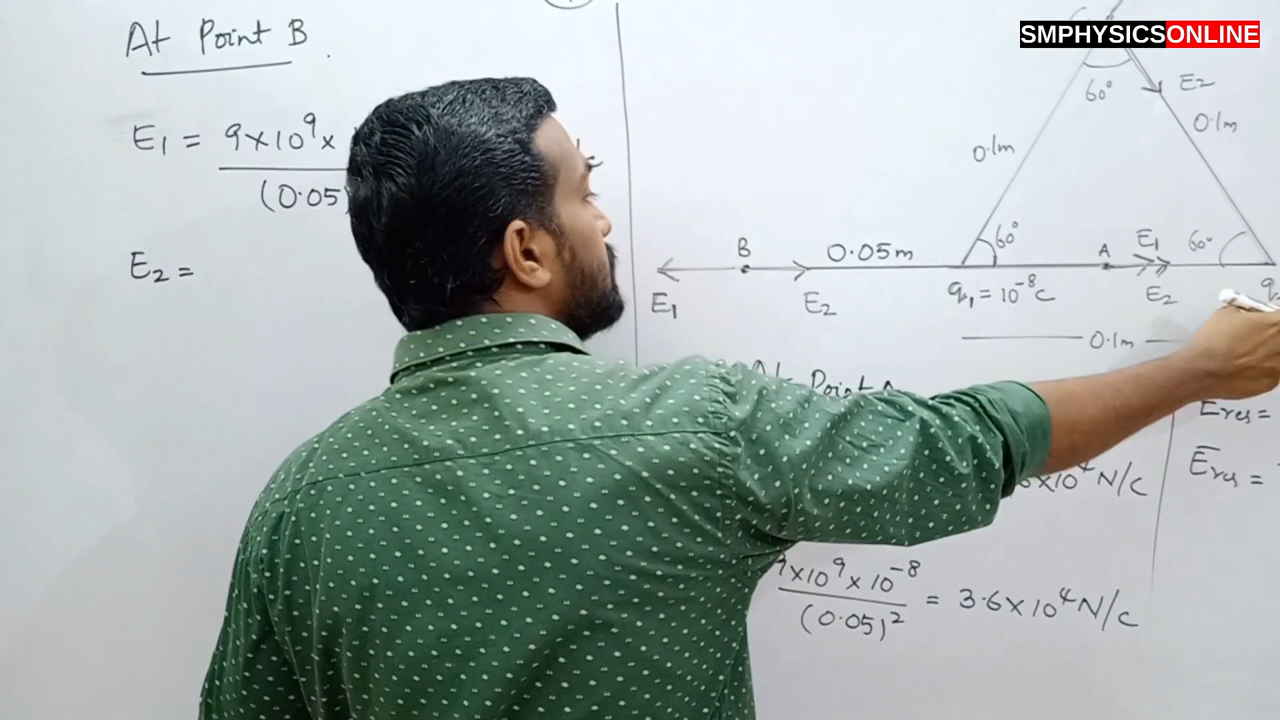 SMPHYSICSONLINE
At Point B
E₁ = 9×10⁹×
(0.05)
E₂ =
60°
E2
0.1m
0.1m
60°
60°
B
0.05m
A
E₁
E₁
E₂
q₁ = 10⁻⁸C
E₂
0.1m
At Point A
Eres =
×10⁴ N/C
Eres =
9×10⁹×10⁻⁸
(0.05)²
= 3.6×10⁴ N/C